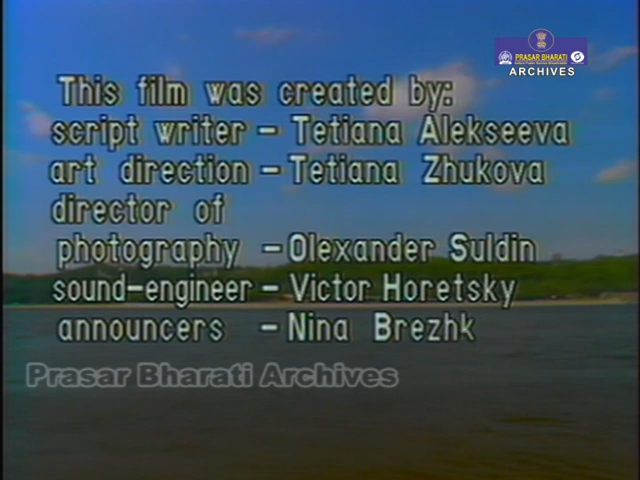 PRASAR BHARATI
ARCHIVES
This film was created by:
script writer – Tetiana Alekseeva
art direction – Tetiana Zhukova
director of
photography – Olexander Suldin
sound-engineer – Victor Horetsky
announcers – Nina Brezhk
Prasar Bharati Archives